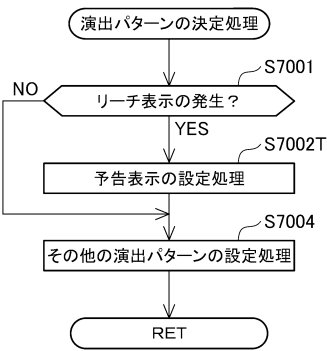 演出パターンの決定処理
S7001
リーチ表示の発生？
NO
YES
S7002T
予告表示の設定処理
S7004
その他の演出パターンの設定処理
RET